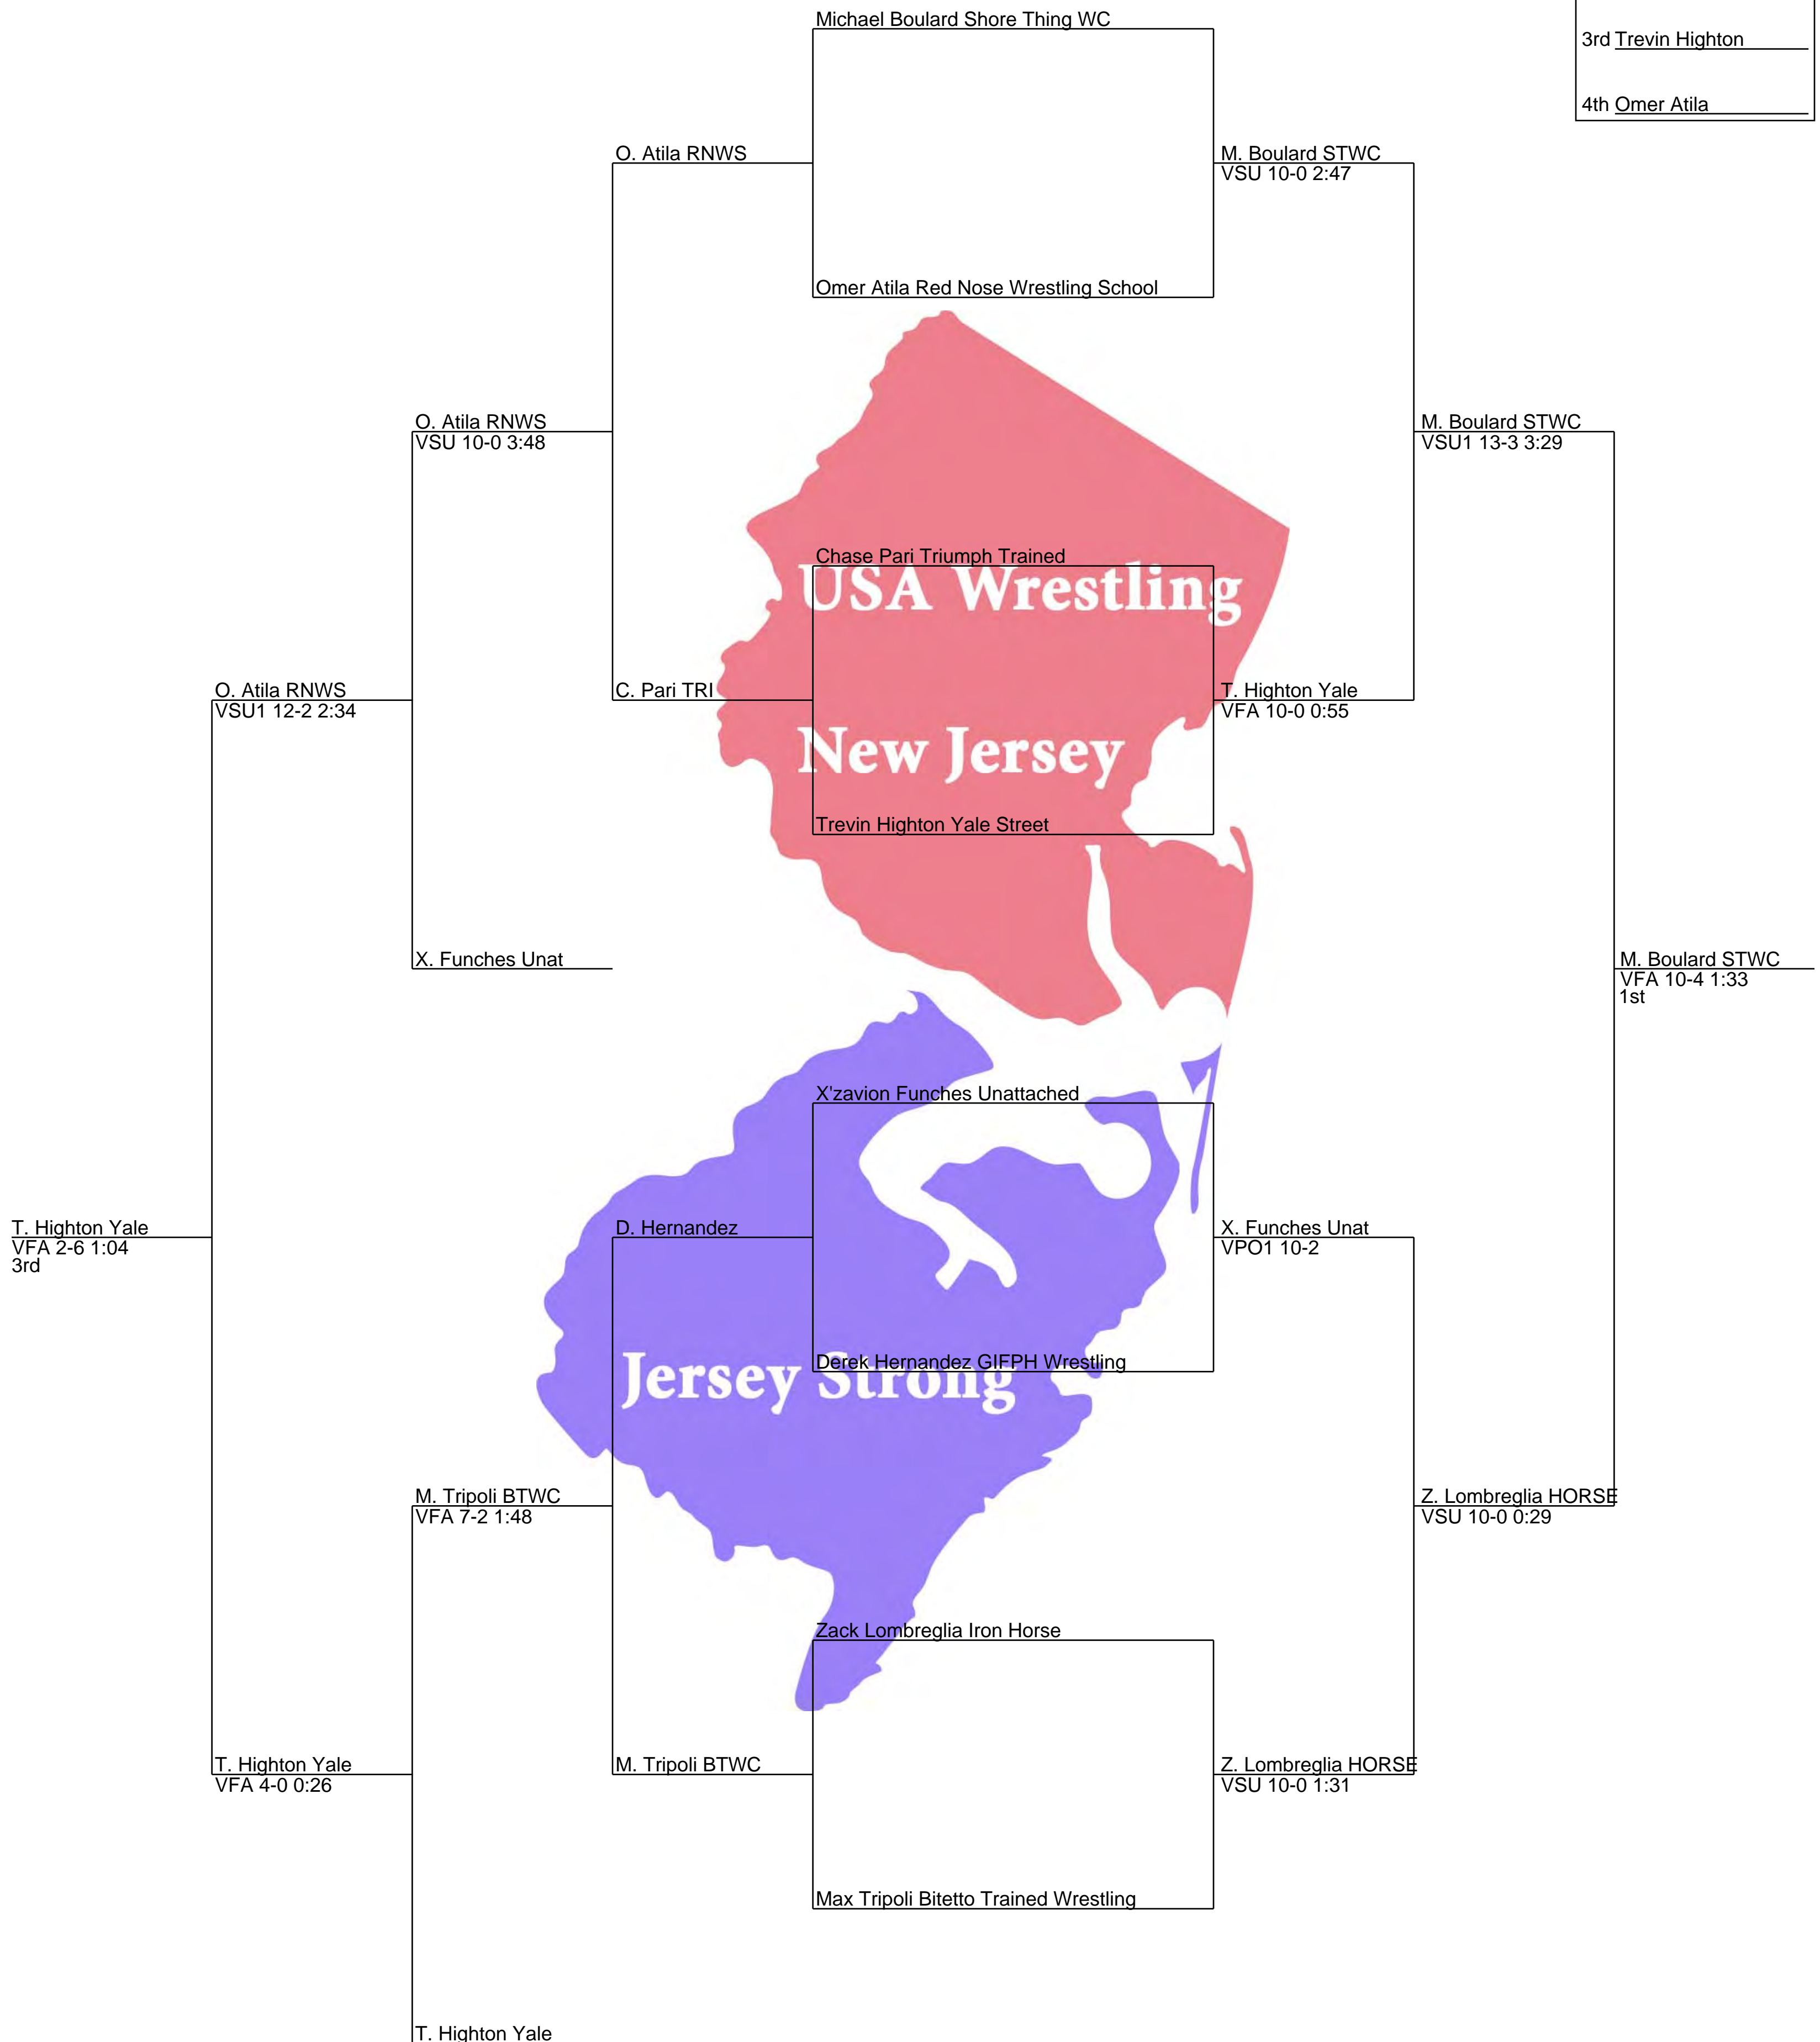 Michael Boulard Shore Thing WC
3rd Trevin Highton
4th Omer Atila
O. Atila RNWS
M. Boulard STWC
VSU 10-0 2:47
Omer Atila Red Nose Wrestling School
O. Atila RNWS
VSU 10-0 3:48
M. Boulard STWC
VSU1 13-3 3:29
Chase Pari Triumph Trained
USA Wrestling
O. Atila RNWS
VSU1 12-2 2:34
C. Pari TRI
T. Highton Yale
VFA 10-0 0:55
New Jersey
Trevin Highton Yale Street
X. Funches Unat
M. Boulard STWC
VFA 10-4 1:33
1st
X'zavion Funches Unattached
T. Highton Yale
VFA 2-6 1:04
3rd
D. Hernandez
X. Funches Unat
VPO1 10-2
Derek Hernandez GIFPH Wrestling
Jersey Strong
M. Tripoli BTWC
VFA 7-2 1:48
Z. Lombreglia HORSE
VSU 10-0 0:29
Zack Lombreglia Iron Horse
T. Highton Yale
VFA 4-0 0:26
M. Tripoli BTWC
Z. Lombreglia HORSE
VSU 10-0 1:31
Max Tripoli Bitetto Trained Wrestling
T. Highton Yale